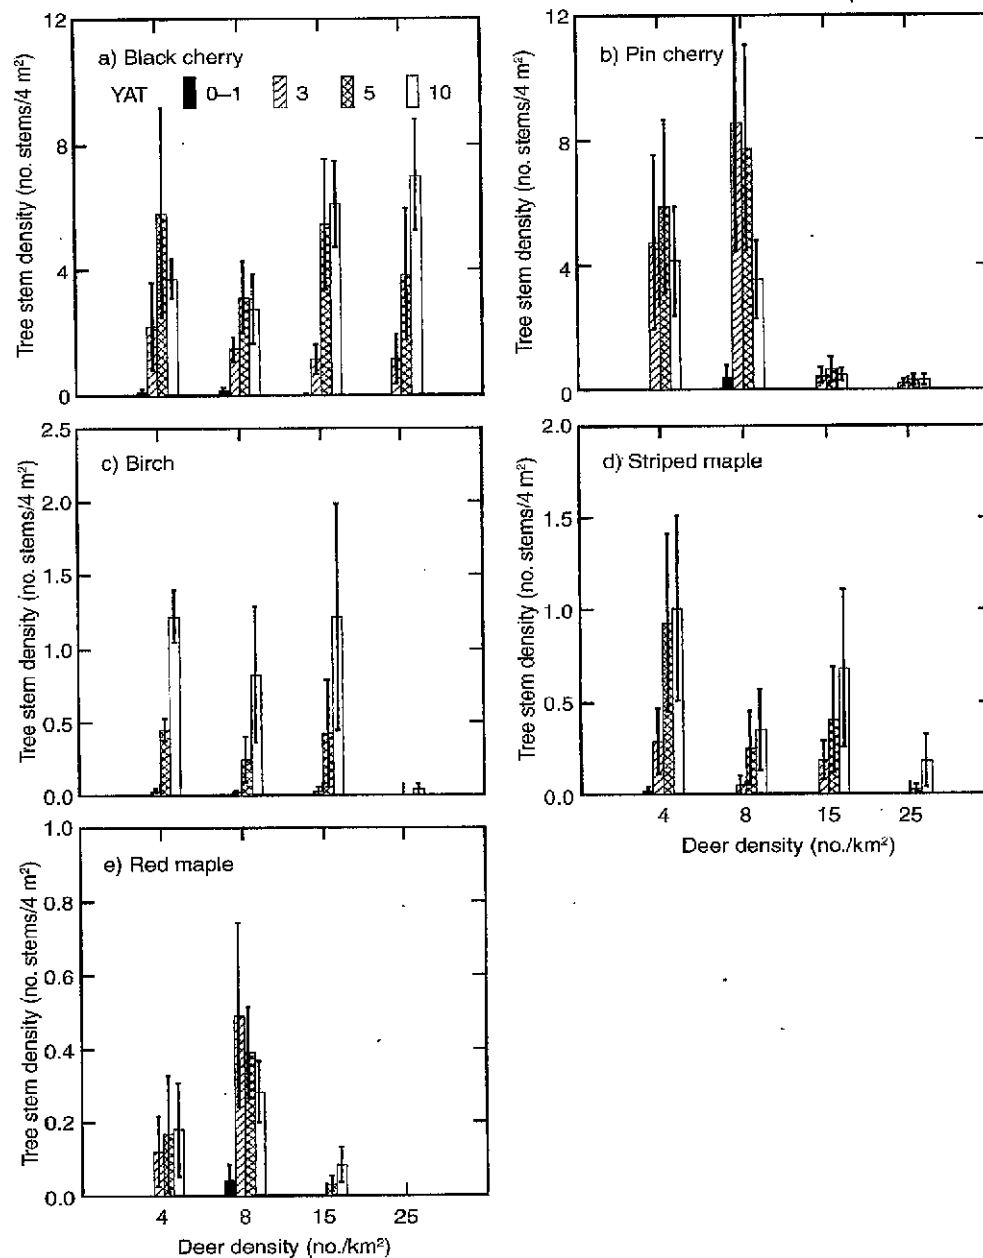 a) Black cherry
YAT 0–1 3 5 10
Tree stem density (no. stems/4 m²)
12
8
4
0
b) Pin cherry
Tree stem density (no. stems/4 m²)
12
8
4
0
c) Birch
Tree stem density (no. stems/4 m²)
2.5
2.0
1.5
1.0
0.5
0.0
d) Striped maple
Tree stem density (no. stems/4 m²)
2.0
1.5
1.0
0.5
0.0
4 8 15 25
Deer density (no./km²)
e) Red maple
Tree stem density (no. stems/4 m²)
1.0
0.8
0.6
0.4
0.2
0.0
4 8 15 25
Deer density (no./km²)